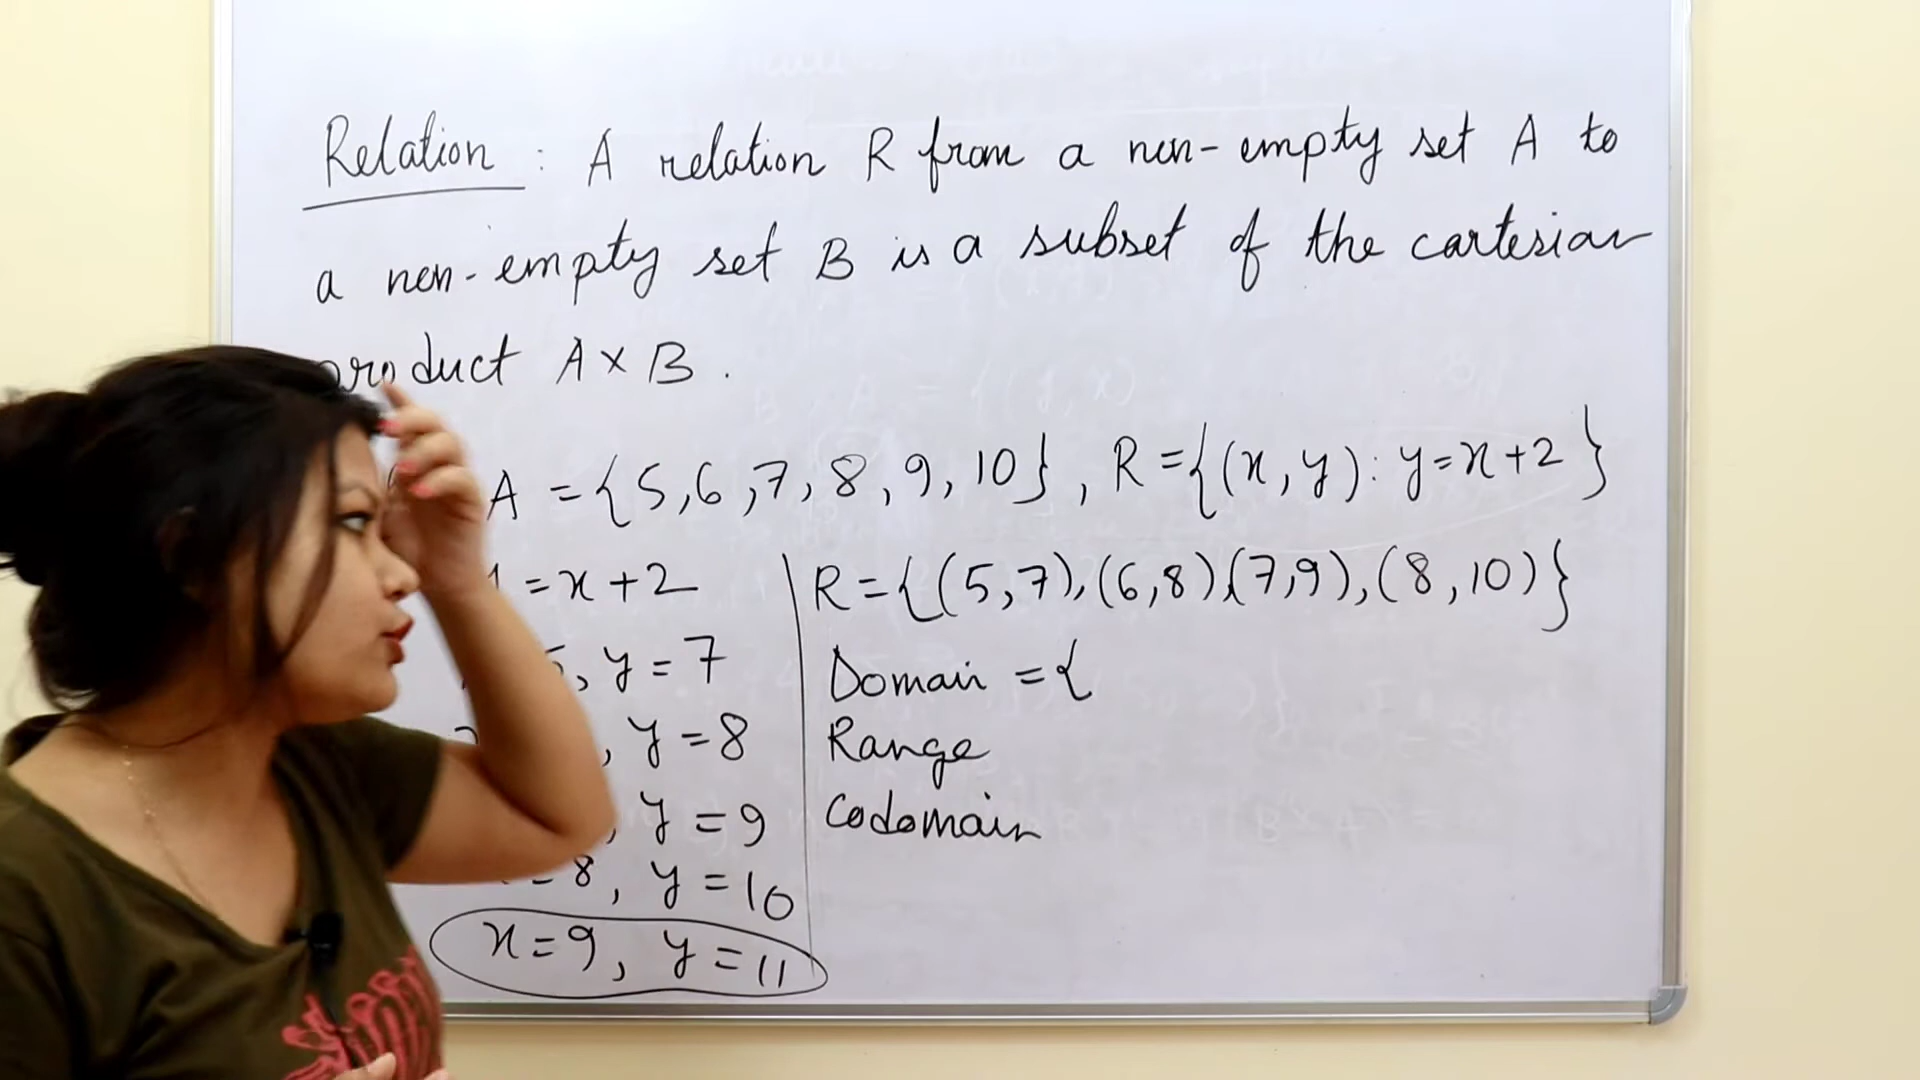 Relation : A relation R from a non-empty set A to
a non-empty set B is a subset of the cartesian
product A × B .
A = {5,6,7,8,9,10}, R = {(x,y): y=x+2}
=x+2
, y=7
, y=8
, y=9
8, y=10
x=9, y=11
R={(5,7),(6,8),(7,9),(8,10)}
Domain = {
Range
Codomain